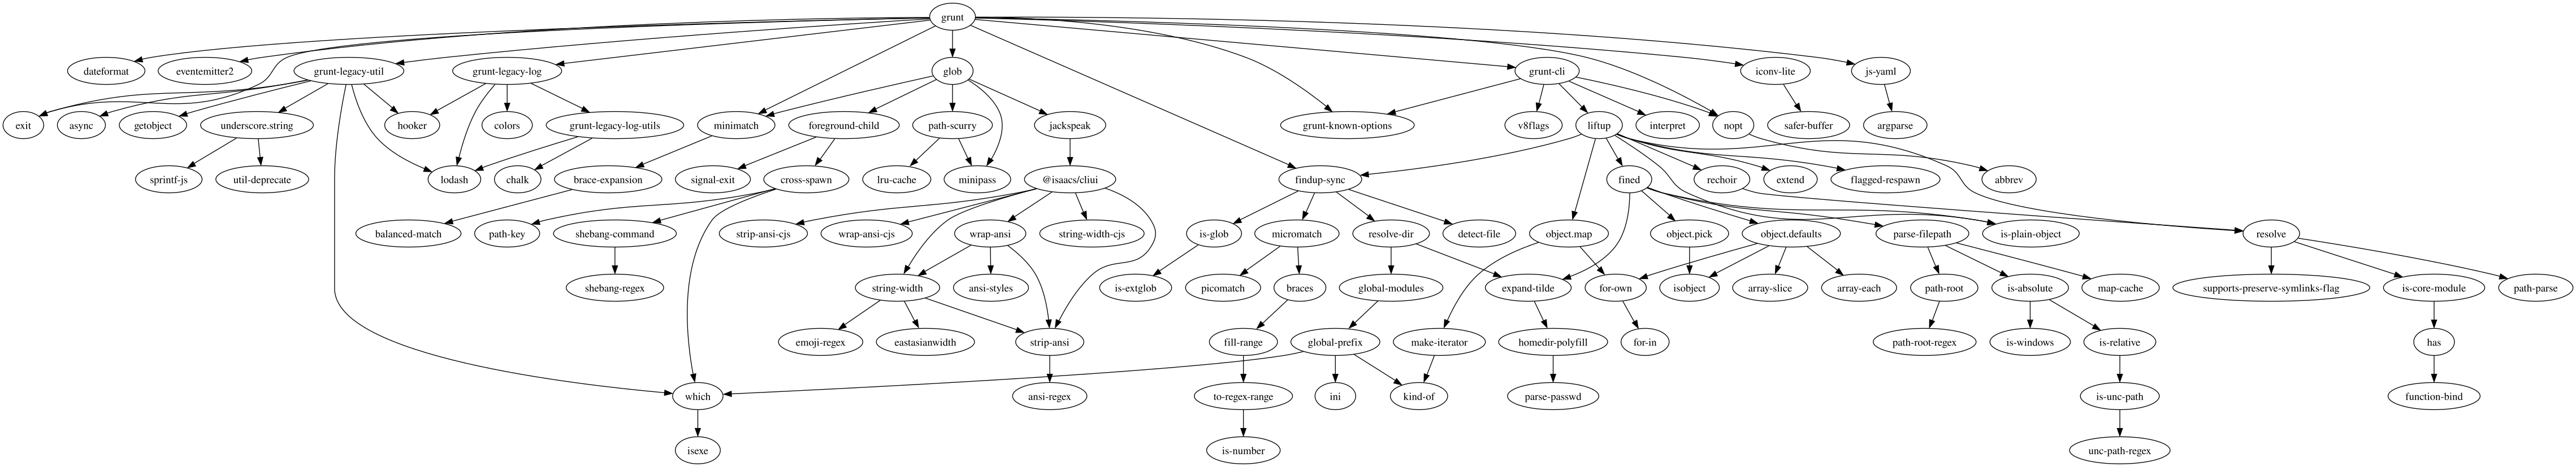 grunt
dateformat
eventemitter2
grunt-legacy-util
grunt-legacy-log
glob
grunt-cli
iconv-lite
js-yaml
exit
async
getobject
underscore.string
hooker
colors
grunt-legacy-log-utils
minimatch
foreground-child
path-scurry
jackspeak
grunt-known-options
v8flags
liftup
interpret
nopt
safer-buffer
argparse
sprintf-js
util-deprecate
lodash
chalk
brace-expansion
signal-exit
cross-spawn
lru-cache
minipass
@isaacs/cliui
findup-sync
fined
rechoir
extend
flagged-respawn
abbrev
balanced-match
path-key
shebang-command
strip-ansi-cjs
wrap-ansi-cjs
wrap-ansi
string-width-cjs
is-glob
micromatch
resolve-dir
detect-file
object.map
object.pick
object.defaults
parse-filepath
is-plain-object
resolve
shebang-regex
string-width
ansi-styles
is-extglob
picomatch
braces
global-modules
expand-tilde
for-own
isobject
array-slice
array-each
path-root
is-absolute
map-cache
supports-preserve-symlinks-flag
is-core-module
path-parse
emoji-regex
eastasianwidth
strip-ansi
fill-range
global-prefix
make-iterator
homedir-polyfill
for-in
path-root-regex
is-windows
is-relative
has
which
ansi-regex
to-regex-range
ini
kind-of
parse-passwd
is-unc-path
function-bind
isexe
is-number
unc-path-regex